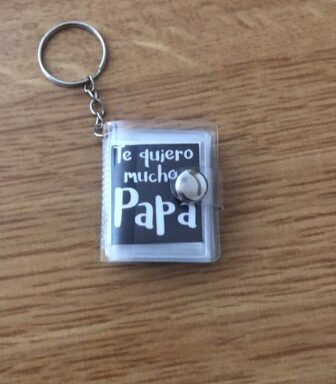 Te quiero
mucho
Papá